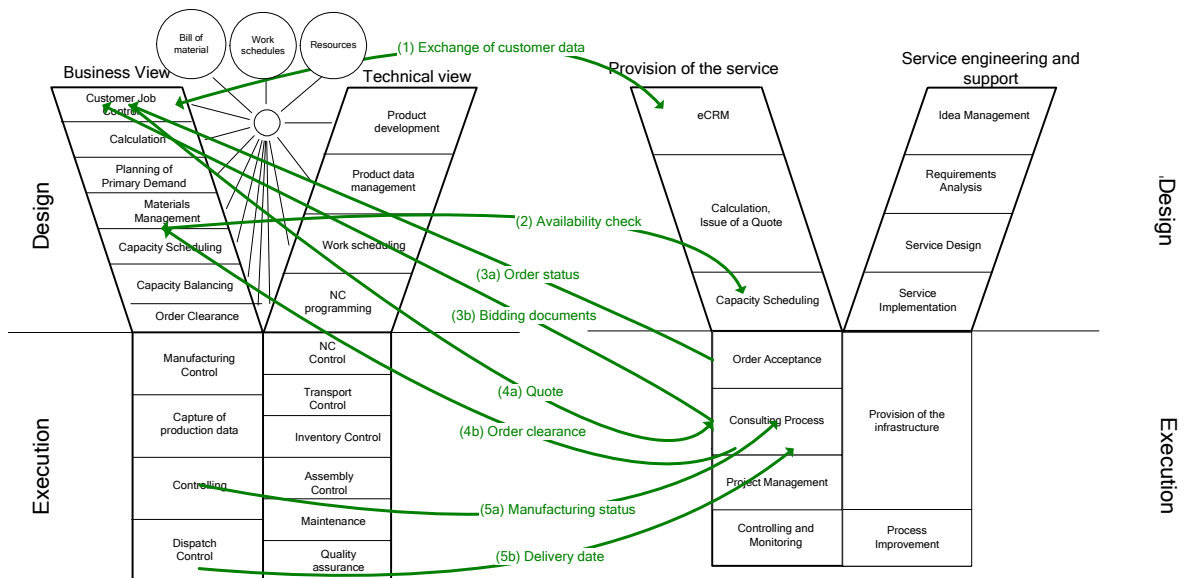 Bill of
material
Work
schedules
Resources
(1) Exchange of customer data
Business View
Technical view
Provision of the service
Service engineering and
support
Customer Job
Control
Calculation
Planning of
Primary Demand
Materials
Management
Capacity Scheduling
Capacity Balancing
Order Clearance
Product
development
Product data
management
Work scheduling
NC
programming
eCRM
Calculation,
Issue of a Quote
Capacity Scheduling
Idea Management
Requirements
Analysis
Service Design
Service
Implementation
Design
.Design
(2) Availability check
(3a) Order status
(3b) Bidding documents
(4a) Quote
(4b) Order clearance
(5a) Manufacturing status
(5b) Delivery date
Manufacturing
Control
Capture of
production data
Controlling
Dispatch
Control
NC
Control
Transport
Control
Inventory Control
Assembly
Control
Maintenance
Quality
assurance
Order Acceptance
Consulting Process
Project Management
Controlling and
Monitoring
Provision of the
infrastructure
Process
Improvement
Execution
Execution